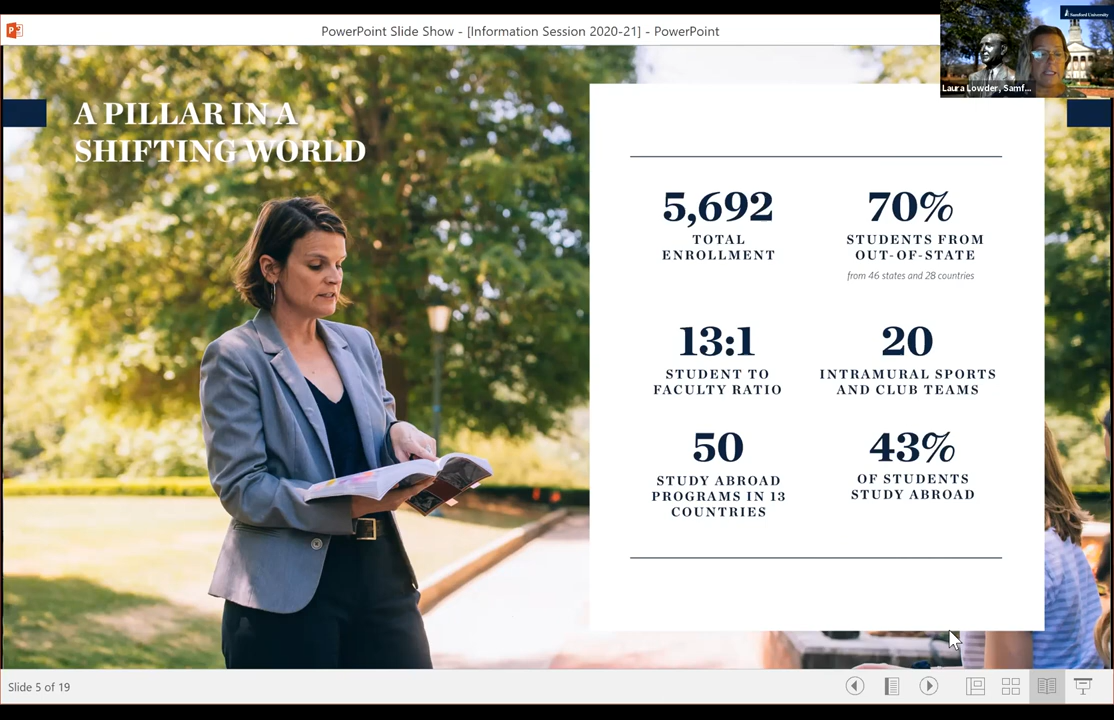 PowerPoint Slide Show - [Information Session 2020-21] - PowerPoint
Samford University
Laura Lowder, Samf...
A PILLAR IN A
SHIFTING WORLD
5,692
TOTAL
ENROLLMENT
70%
STUDENTS FROM
OUT-OF-STATE
from 46 states and 28 countries
13:1
STUDENT TO
FACULTY RATIO
20
INTRAMURAL SPORTS
AND CLUB TEAMS
50
STUDY ABROAD
PROGRAMS IN 13
COUNTRIES
43%
OF STUDENTS
STUDY ABROAD
Slide 5 of 19